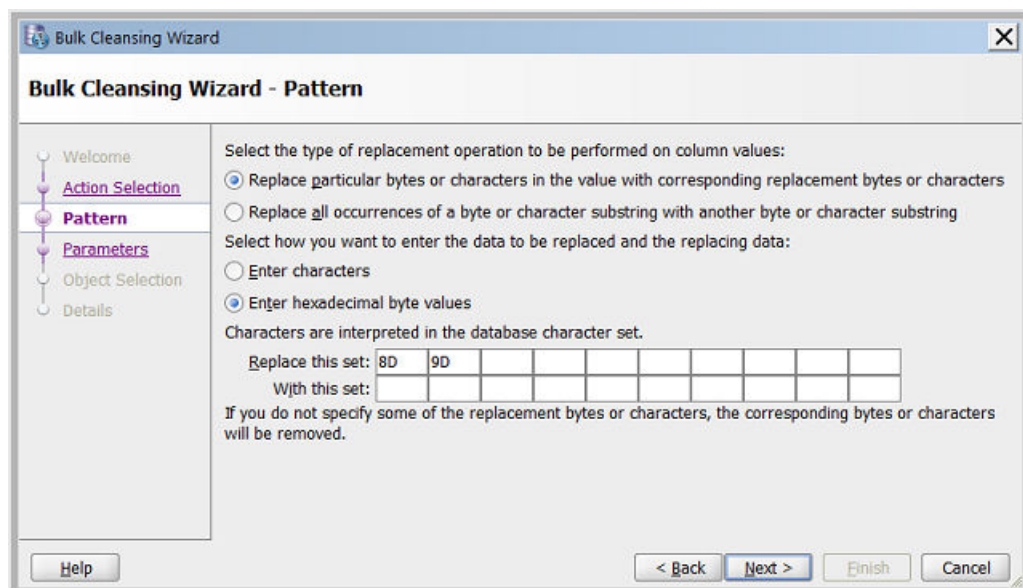 Bulk Cleansing Wizard
Bulk Cleansing Wizard - Pattern
Welcome
Action Selection
Pattern
Parameters
Object Selection
Details
Select the type of replacement operation to be performed on column values:
Replace particular bytes or characters in the value with corresponding replacement bytes or characters
Replace all occurrences of a byte or character substring with another byte or character substring
Select how you want to enter the data to be replaced and the replacing data:
Enter characters
Enter hexadecimal byte values
Characters are interpreted in the database character set.
Replace this set: 8D 9D
With this set:
If you do not specify some of the replacement bytes or characters, the corresponding bytes or characters
will be removed.
Help
< Back
Next >
Finish
Cancel